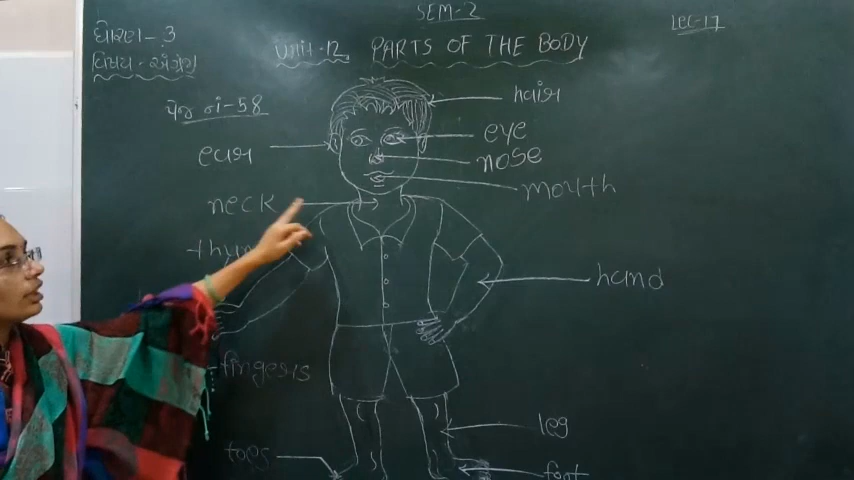 SEM-2
LEC-17
ધોરણ - 3
વિષય - અંગ્રેજી
પાઠ - 12 PARTS OF THE BODY
પેજ નં - 58
hair
eye
ear
nose
mouth
neck
hand
fingers
leg
toes
foot